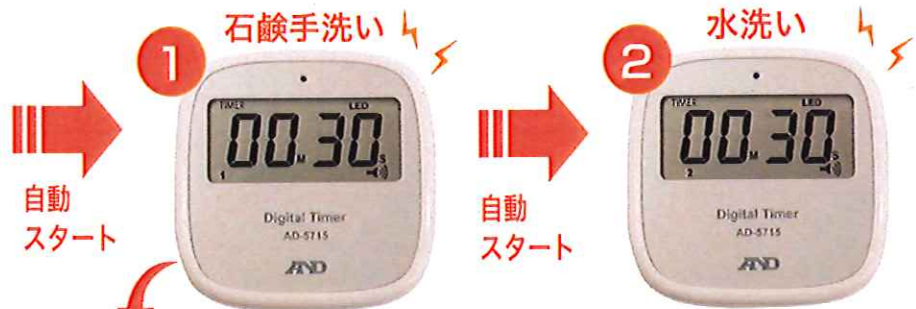 1
石鹸手洗い
自動
スタート
TIMER
LED
00M30S
1
Digital Timer
AD-5715
AND
2
水洗い
自動
スタート
TIMER
LED
00M30S
2
Digital Timer
AD-5715
AND